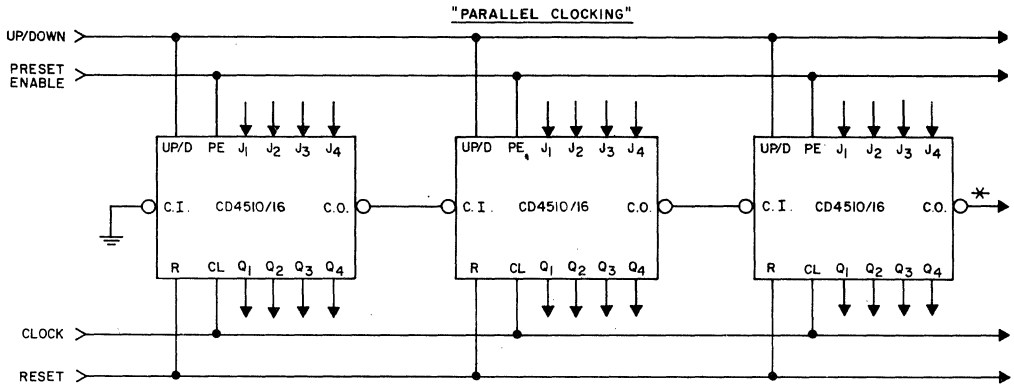 "PARALLEL CLOCKING"
UP/DOWN
PRESET
ENABLE
UP/D PE J1 J2 J3 J4
UP/D PE J1 J2 J3 J4
UP/D PE J1 J2 J3 J4
C.I. CD4510/16 C.O.
C.I. CD4510/16 C.O.
C.I. CD4510/16 C.O.
*
R CL Q1 Q2 Q3 Q4
R CL Q1 Q2 Q3 Q4
R CL Q1 Q2 Q3 Q4
CLOCK
RESET